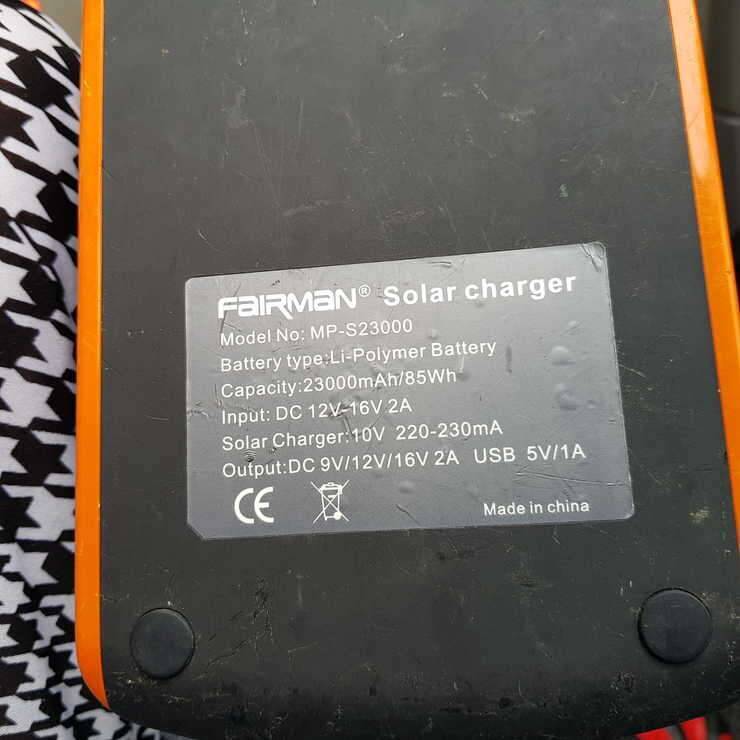 FAIRMAN® Solar charger
Model No: MP-S23000
Battery type:Li-Polymer Battery
Capacity:23000mAh/85Wh
Input: DC 12V-16V 2A
Solar Charger:10V 220-230mA
Output:DC 9V/12V/16V 2A USB 5V/1A
CE
Made in china